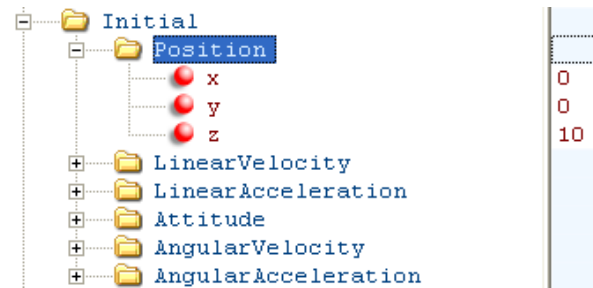 Initial
Position
x 0
y 0
z 10
LinearVelocity
LinearAcceleration
Attitude
AngularVelocity
AngularAcceleration